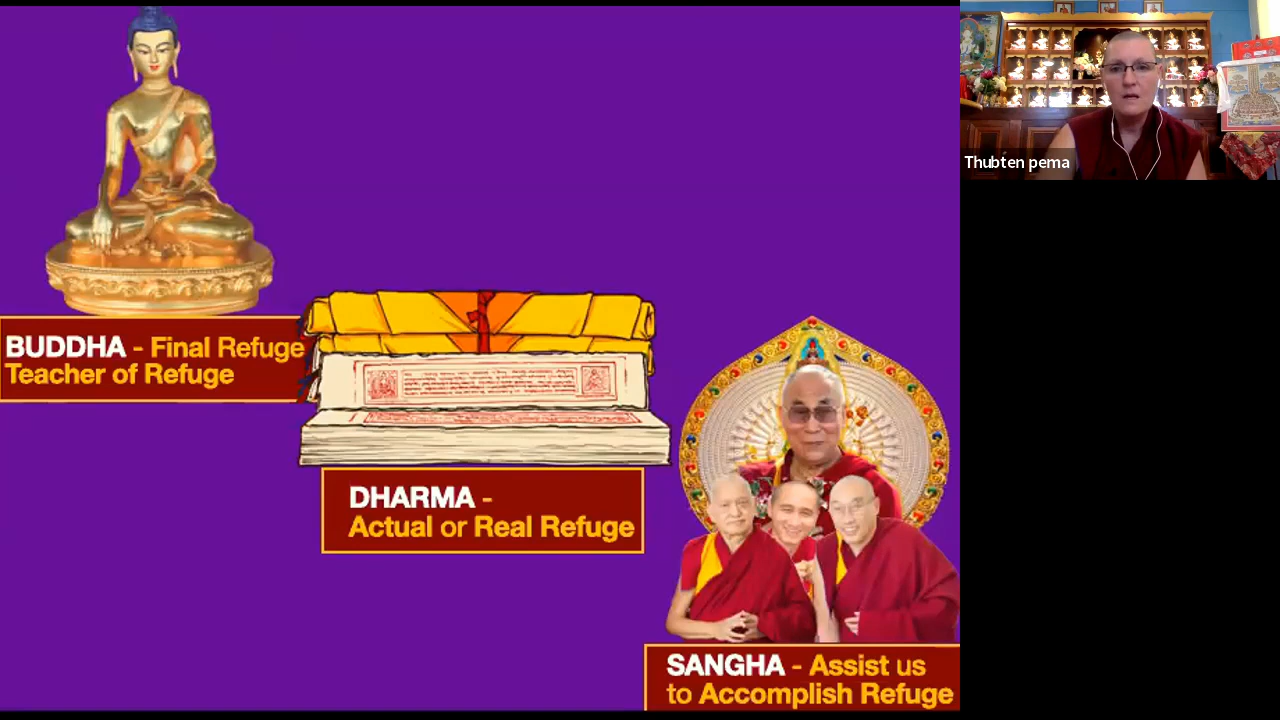 BUDDHA - Final Refuge
Teacher of Refuge
DHARMA -
Actual or Real Refuge
SANGHA - Assist us
to Accomplish Refuge
Thubten pema